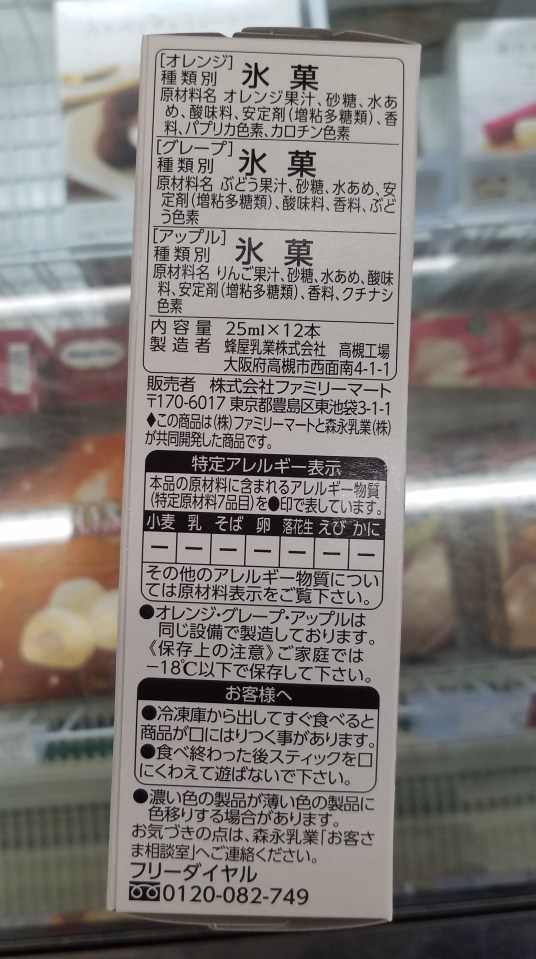 [オレンジ]
種類別 氷菓
原材料名 オレンジ果汁、砂糖、水あ
め、酸味料、安定剤(増粘多糖類)、香
料、パプリカ色素、カロチン色素
[グレープ]
種類別 氷菓
原材料名 ぶどう果汁、砂糖、水あめ、安
定剤(増粘多糖類)、酸味料、香料、ぶど
う色素
[アップル]
種類別 氷菓
原材料名 りんご果汁、砂糖、水あめ、酸味
料、安定剤(増粘多糖類)、香料、クチナシ
色素
内容量 25ml×12本
製造者 蜂屋乳業株式会社 高槻工場
大阪府高槻市西面南4-1-1
販売者 株式会社ファミリーマート
〒170-6017 東京都豊島区東池袋3-1-1
♦この商品は(株)ファミリーマートと森永乳業(株)
が共同開発した商品です。
特定アレルギー表示
本品の原材料に含まれるアレルギー物質
(特定原材料7品目)を●印で表しています。
小麦 乳 そば 卵 落花生 えび かに
ー ー ー ー ー ー ー
その他のアレルギー物質につい
ては原材料表示をご覧下さい。
●オレンジ・グレープ・アップルは
同じ設備で製造しております。
《保存上の注意》ご家庭では
−18℃以下で保存して下さい。
お客様へ
●冷凍庫から出してすぐ食べると
商品が口にはりつく事があります。
●食べ終わった後スティックを口
にくわえて遊ばないで下さい。
●濃い色の製品が薄い色の製品に
色移りする場合があります。
お気づきの点は、森永乳業「お客さ
ま相談室」へご連絡ください。
フリーダイヤル
0120-082-749